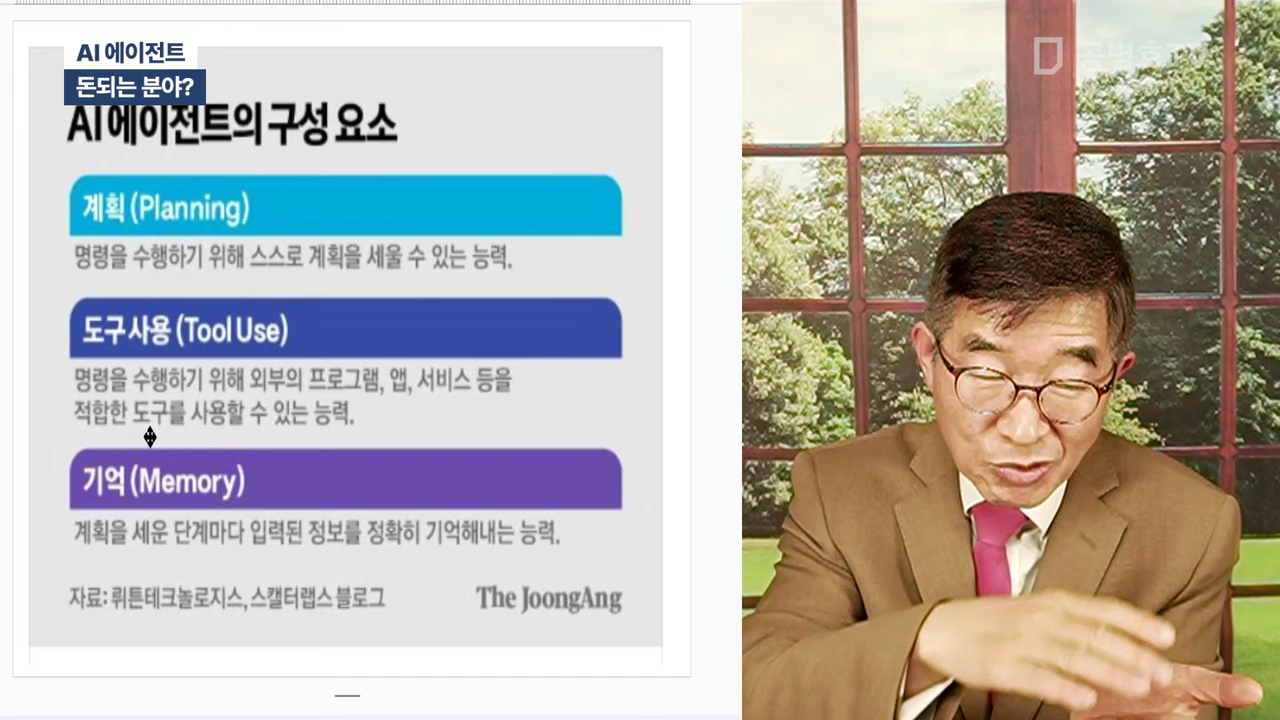 AI 에이전트
돈되는 분야?
AI 에이전트의 구성 요소
계획 (Planning)
명령을 수행하기 위해 스스로 계획을 세울 수 있는 능력.
도구 사용 (Tool Use)
명령을 수행하기 위해 외부의 프로그램, 앱, 서비스 등을
적합한 도구를 사용할 수 있는 능력.
기억 (Memory)
계획을 세운 단계마다 입력된 정보를 정확히 기억해내는 능력.
자료: 뤼튼테크놀로지스, 스캘터랩스 블로그
The JoongAng